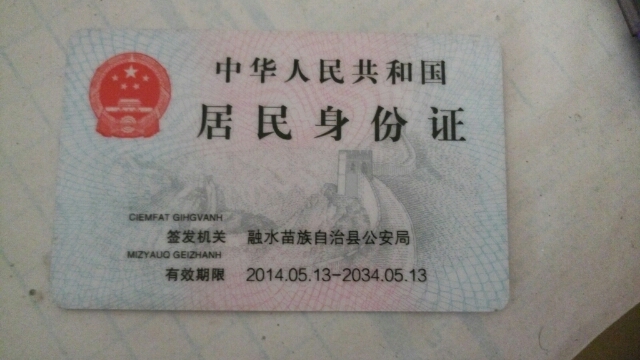 中华人民共和国
居民身份证
CIEMFAT GIHGVANH
签发机关 融水苗族自治县公安局
MIZYAUQ GEIZHANH
有效期限 2014.05.13-2034.05.13